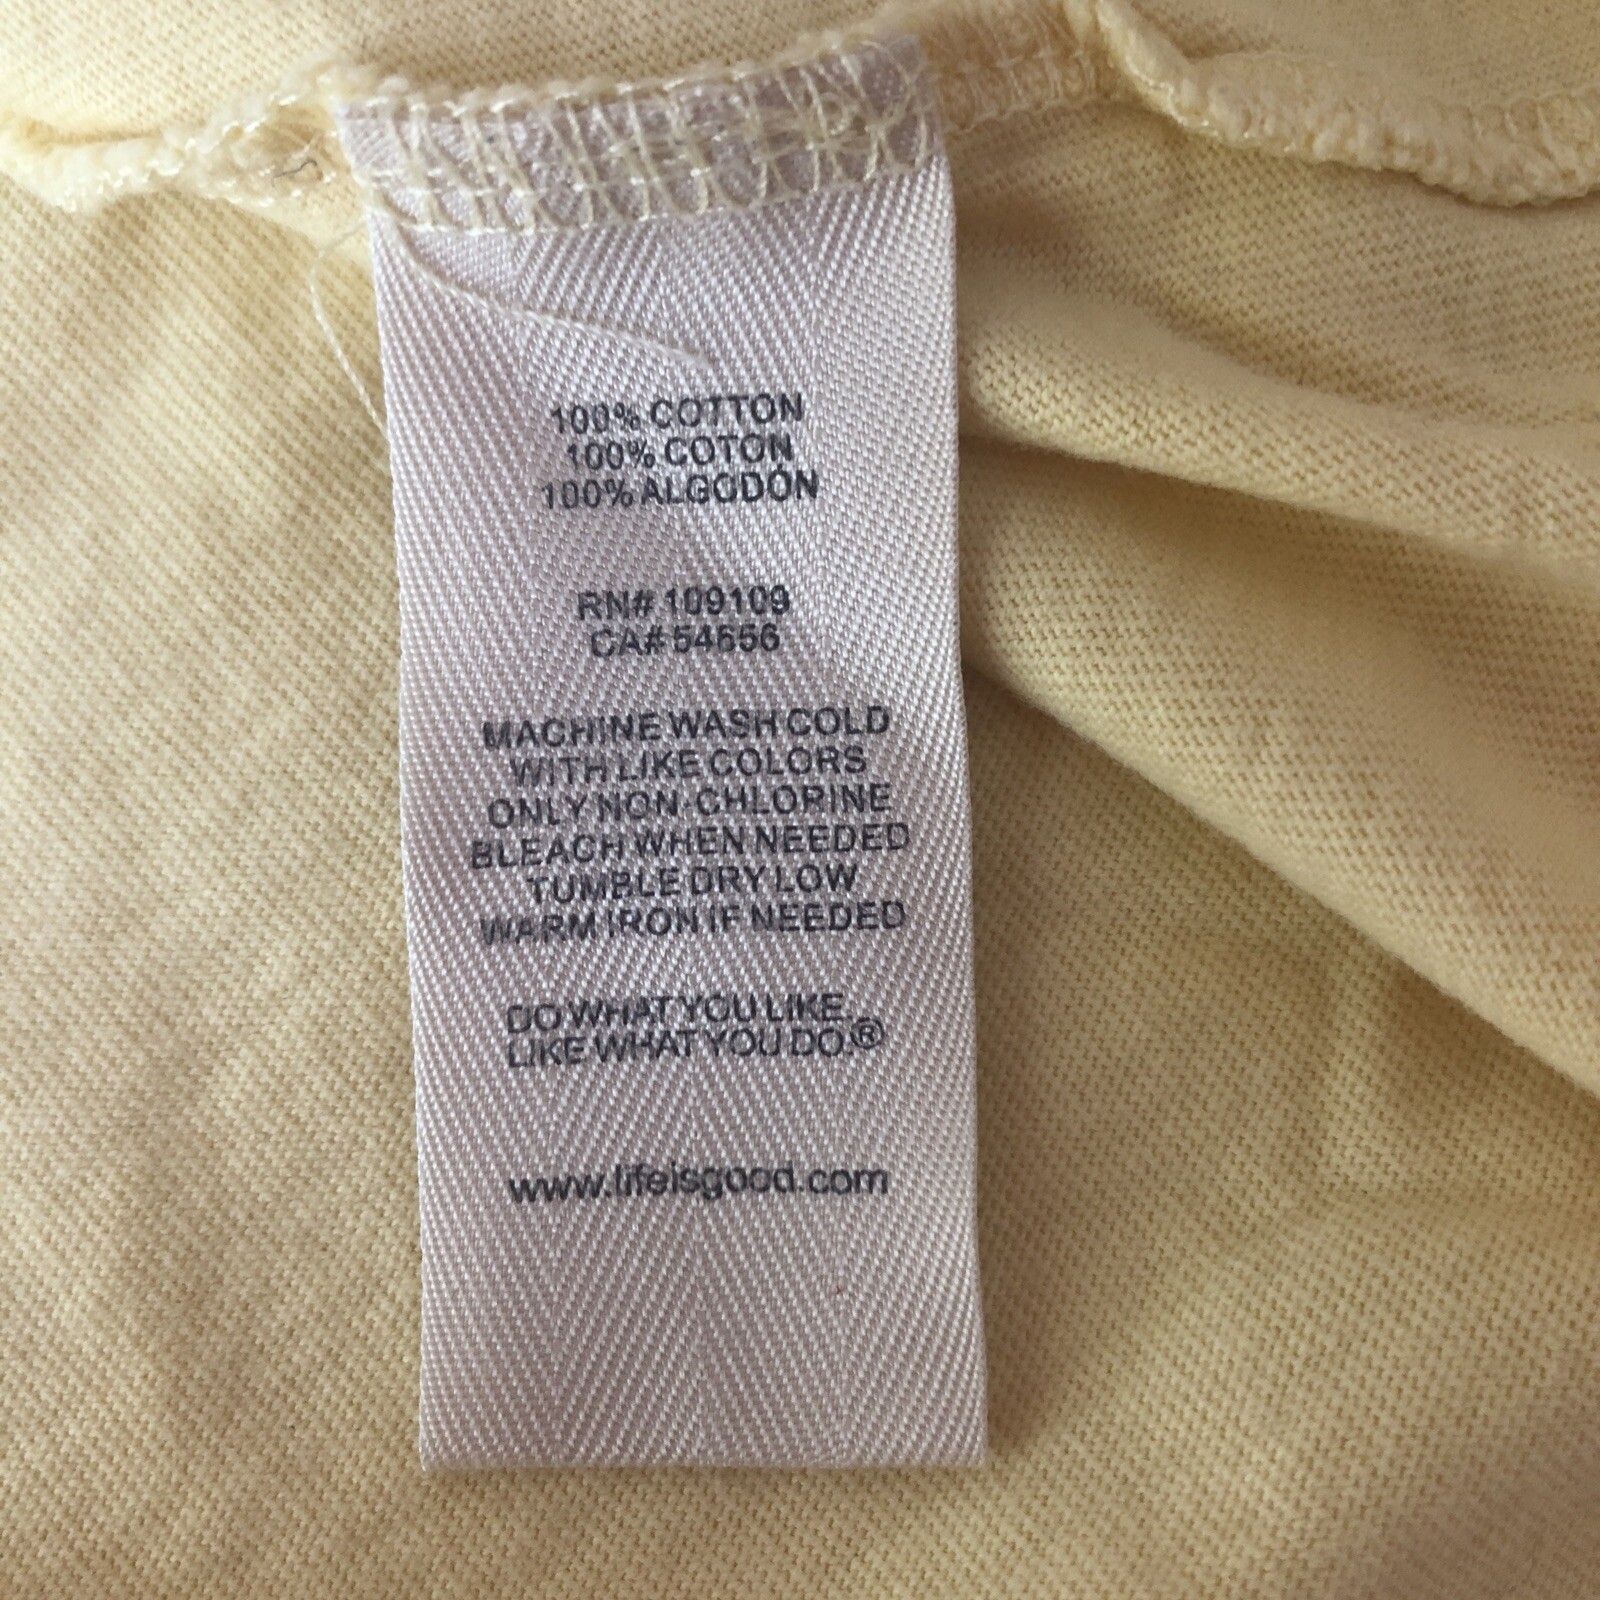 100% COTTON
100% COTON
100% ALGODÓN
RN# 109109
CA# 54656
MACHINE WASH COLD
WITH LIKE COLORS
ONLY NON-CHLORINE
BLEACH WHEN NEEDED
TUMBLE DRY LOW
WARM IRON IF NEEDED
DO WHAT YOU LIKE.
LIKE WHAT YOU DO.®
www.lifeisgood.com